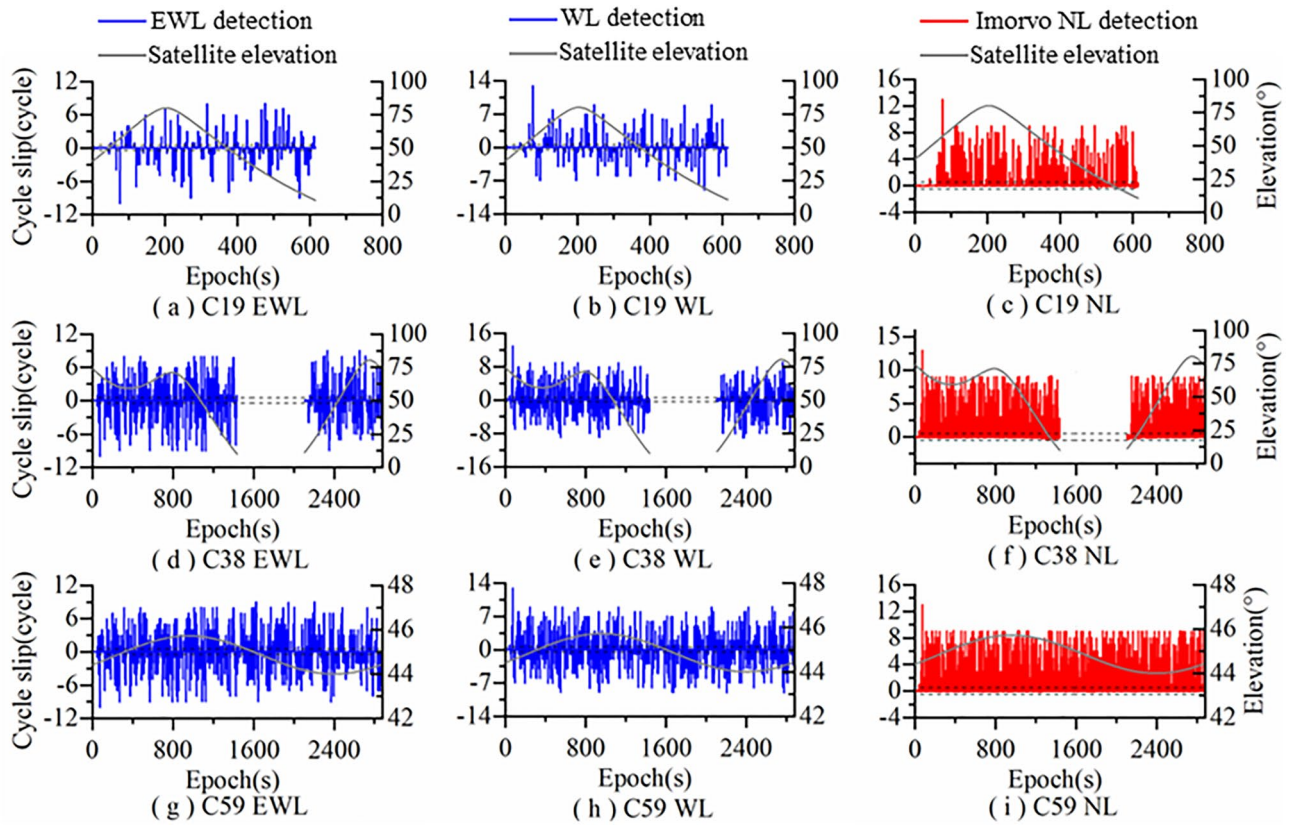 EWL detection WL detection Imorvo NL detection
Satellite elevation Satellite elevation Satellite elevation
Cycle slip(cycle)
12 6 0 -6 -12
100 75 50 25 0
0 200 400 600 800
Epoch(s)
( a ) C19 EWL
14 7 0 -7 -14
100 75 50 25 0
0 200 400 600 800
Epoch(s)
( b ) C19 WL
16 12 8 4 0 -4
100 75 50 25 0
Elevation(°)
0 200 400 600 800
Epoch(s)
( c ) C19 NL
Cycle slip(cycle)
12 6 0 -6 -12
100 75 50 25 0
0 800 1600 2400
Epoch(s)
( d ) C38 EWL
16 8 0 -8 -16
100 75 50 25 0
0 800 1600 2400
Epoch(s)
( e ) C38 WL
15 10 5 0
100 75 50 25 0
Elevation(°)
0 800 1600 2400
Epoch(s)
( f ) C38 NL
Cycle slip(cycle)
12 6 0 -6 -12
48 46 44 42
0 800 1600 2400
Epoch(s)
( g ) C59 EWL
14 7 0 -7 -14
48 46 44 42
0 800 1600 2400
Epoch(s)
( h ) C59 WL
16 12 8 4 0 -4
48 46 44 42
Elevation(°)
0 800 1600 2400
Epoch(s)
( i ) C59 NL